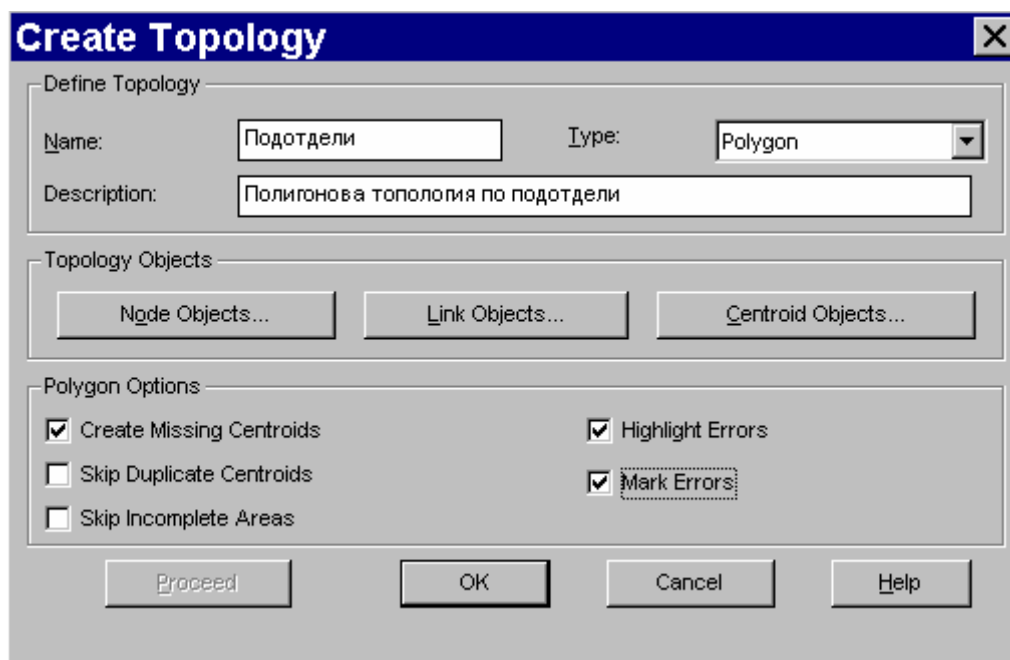 Create Topology
Define Topology
Name: Подотдели Type: Polygon
Description: Полигонова топология по подотдели
Topology Objects
Node Objects... Link Objects... Centroid Objects...
Polygon Options
Create Missing Centroids Highlight Errors
Skip Duplicate Centroids Mark Errors
Skip Incomplete Areas
Proceed OK Cancel Help